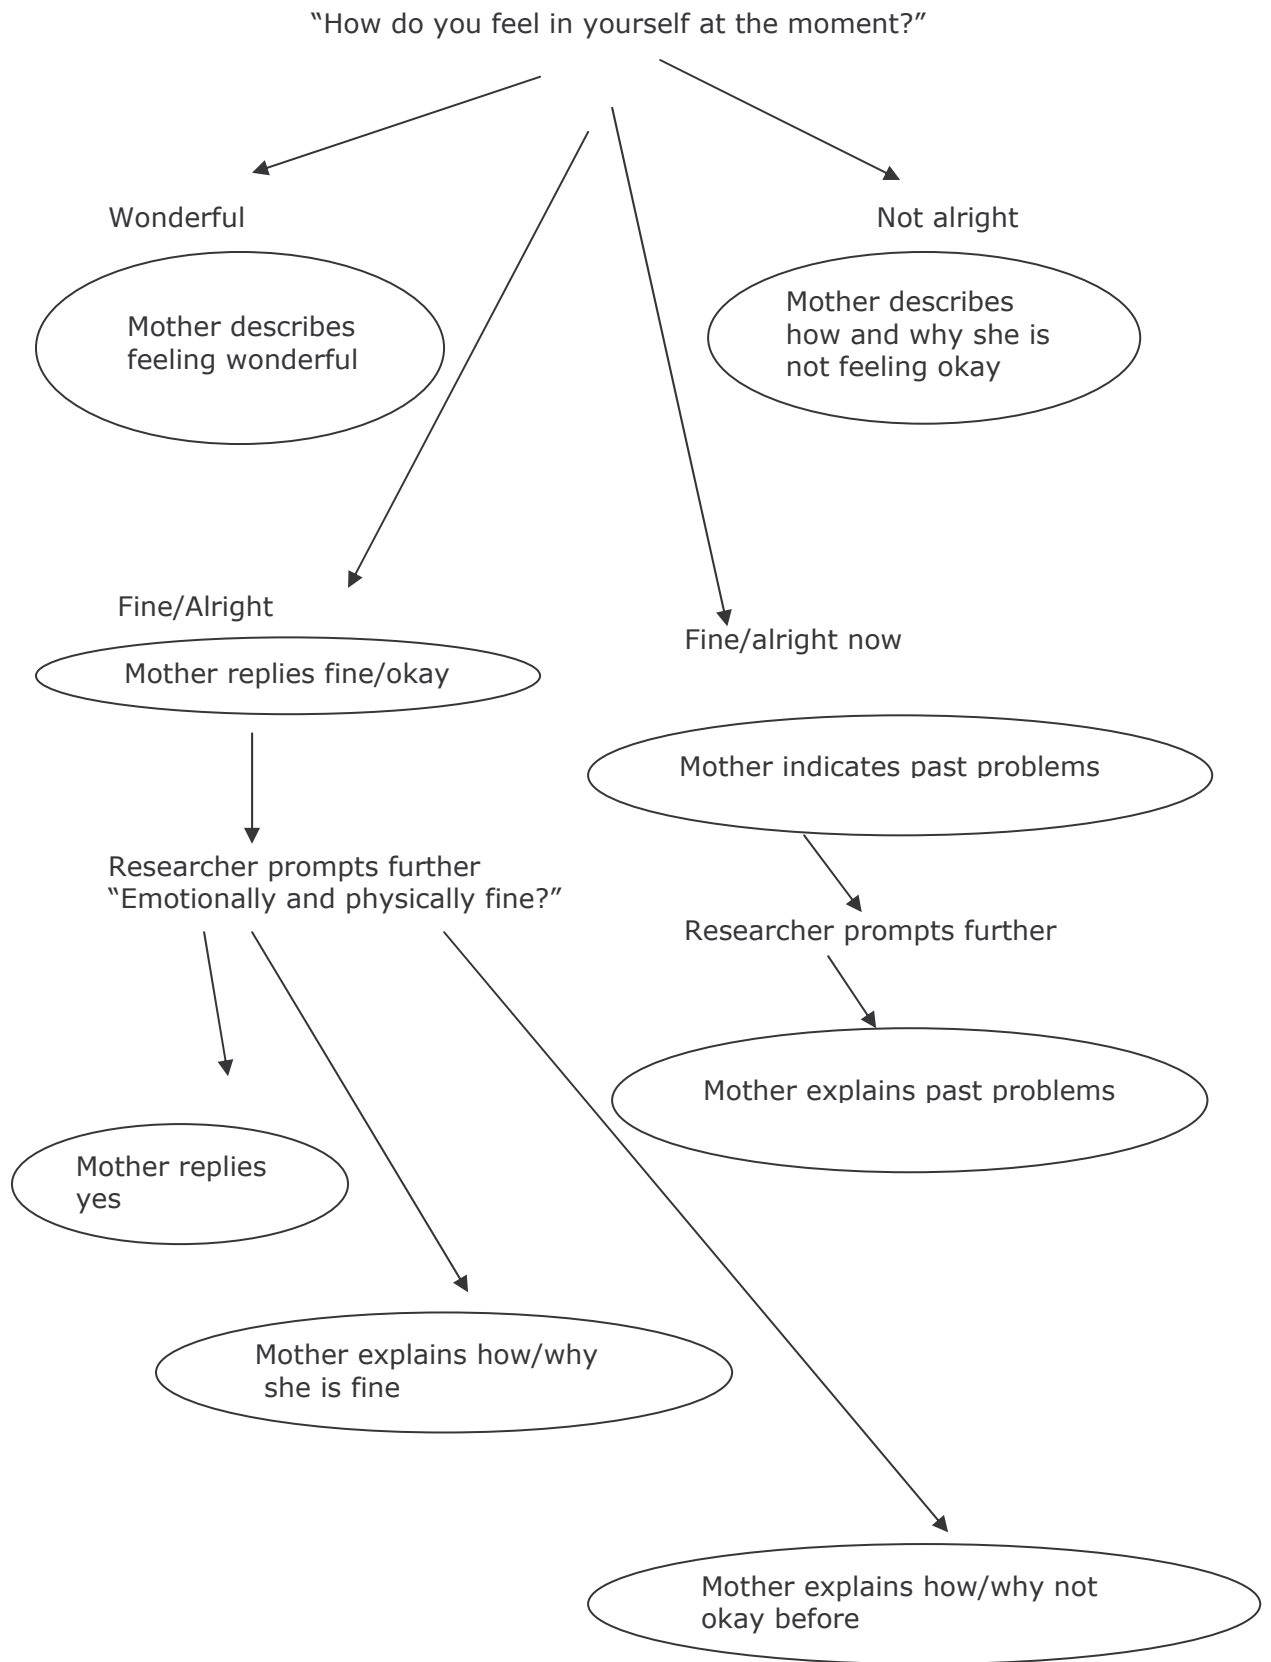 “How do you feel in yourself at the moment?”
Wonderful
Not alright
Mother describes
feeling wonderful
Mother describes
how and why she is
not feeling okay
Fine/Alright
Mother replies fine/okay
Fine/alright now
Mother indicates past problems
Researcher prompts further
“Emotionally and physically fine?”
Researcher prompts further
Mother explains past problems
Mother replies
yes
Mother explains how/why
she is fine
Mother explains how/why not
okay before